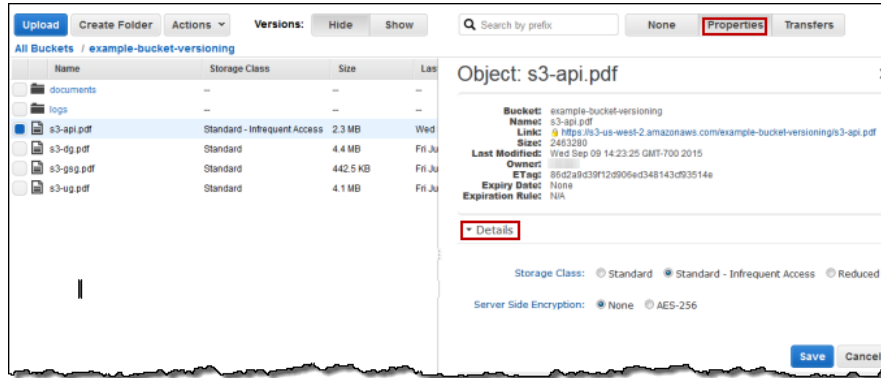 Upload Create Folder Actions Versions: Hide Show Search by prefix None Properties Transfers
All Buckets / example-bucket-versioning
Name Storage Class Size Las
documents -- -- --
logs -- -- --
s3-api.pdf Standard - Infrequent Access 2.3 MB Wed
s3-dg.pdf Standard 4.4 MB Fri Ju
s3-gsg.pdf Standard 442.5 KB Fri Ju
s3-ug.pdf Standard 4.1 MB Fri Ju
Object: s3-api.pdf
Bucket: example-bucket-versioning
Name: s3-api.pdf
Link: https://s3-us-west-2.amazonaws.com/example-bucket-versioning/s3-api.pdf
Size: 2463280
Last Modified: Wed Sep 09 14:23:25 GMT-700 2015
Owner:
ETag: 86d2a9d39f12d906ed348143cf93514e
Expiry Date: None
Expiration Rule: N/A
Details
Storage Class: Standard Standard - Infrequent Access Reduced
Server Side Encryption: None AES-256
Save Cancel